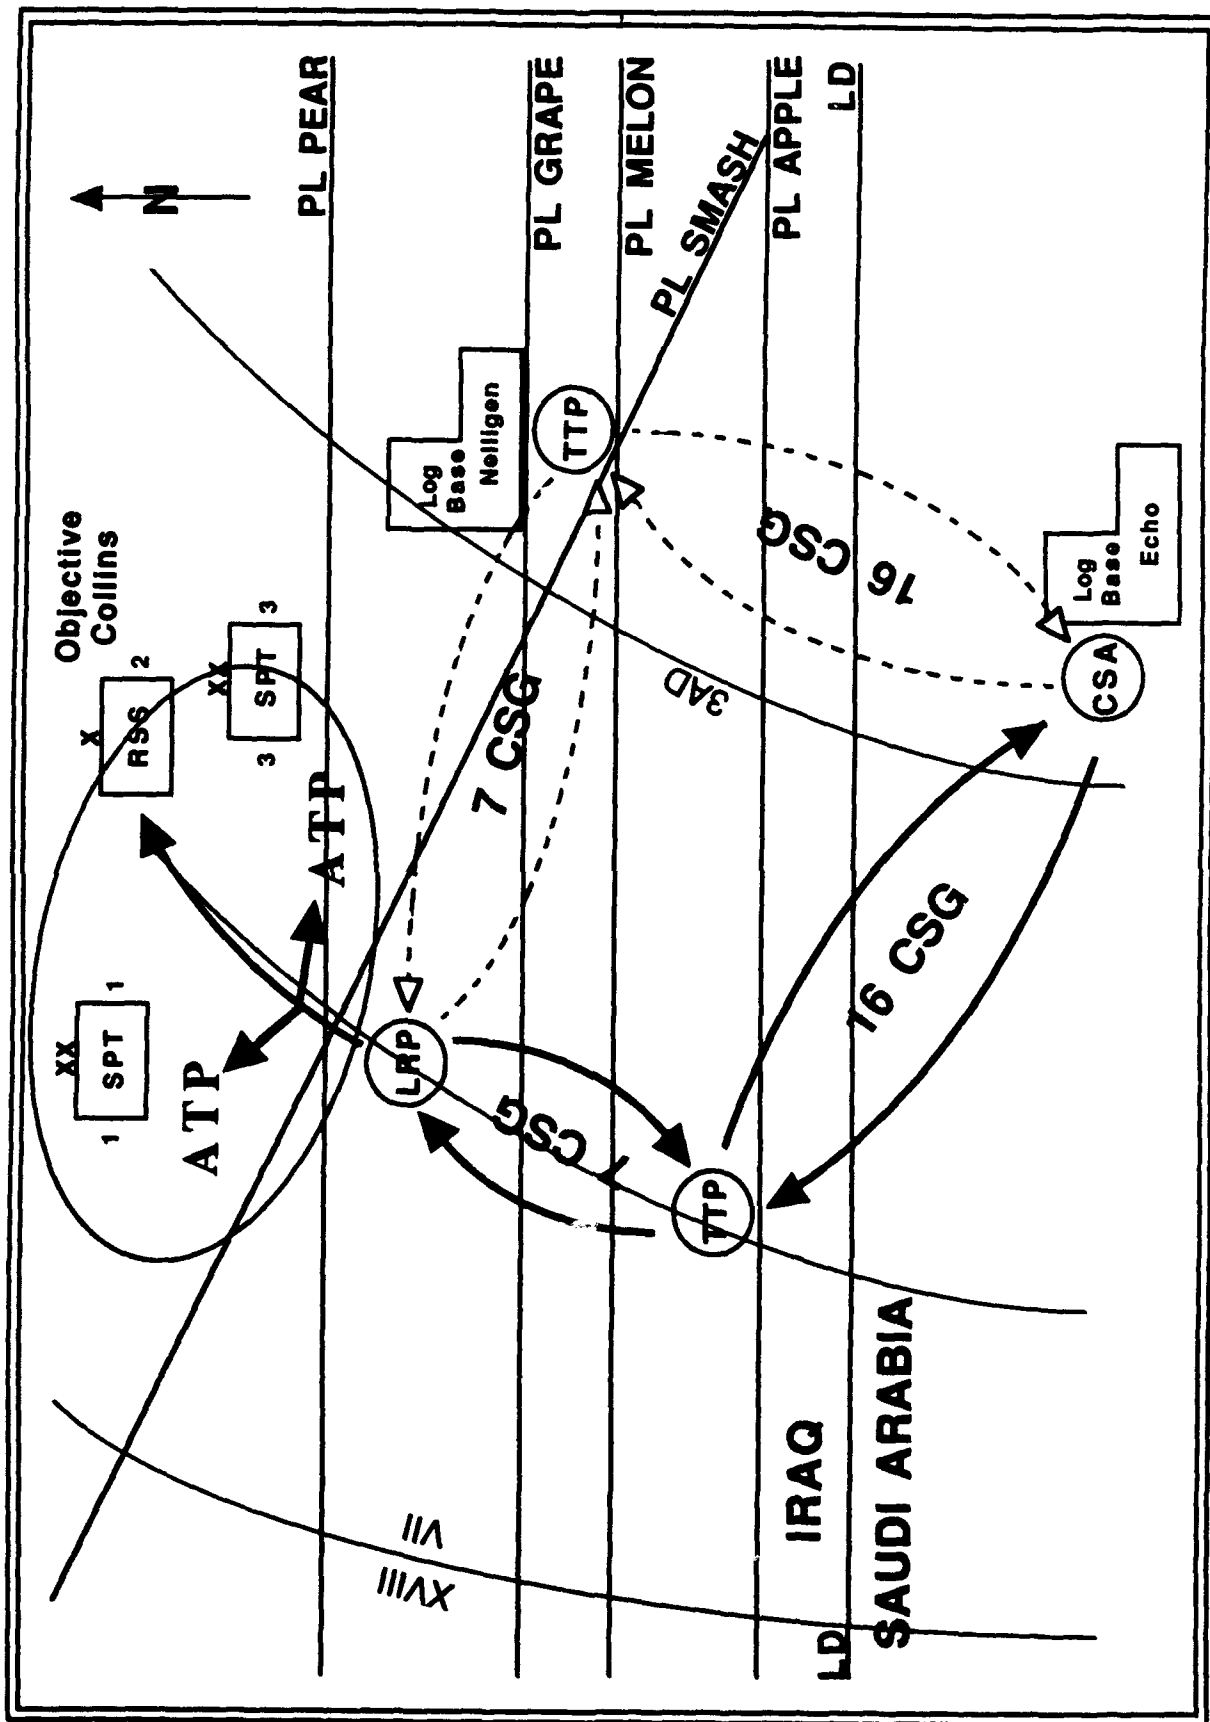 Objective
Collins
N
X
RSG
2
XX
SPT
3
3
XX
SPT
1
1
ATP
ATP
PL PEAR
Log
Base
Nelligen
PL GRAPE
TTP
PL MELON
PL SMASH
PL APPLE
LD
LRP
7 CSG
7 CSG
TTP
3AD
16 CSG
16 CSG
VII
XVIII
IRAQ
LD
SAUDI ARABIA
CSA
Log
Base
Echo